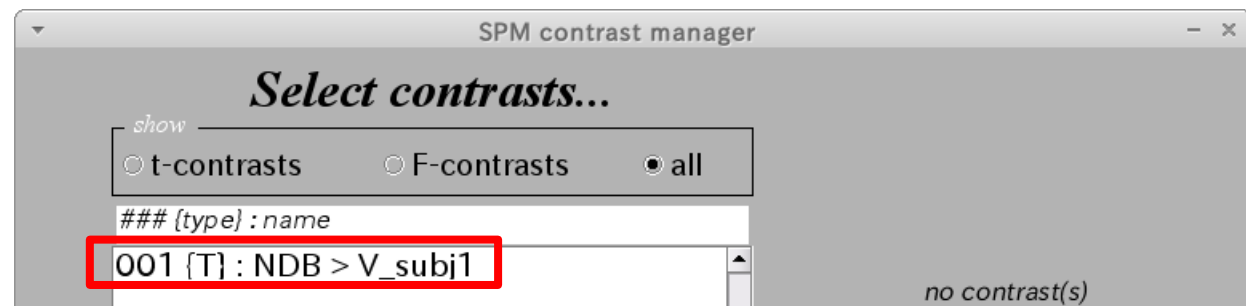 SPM contrast manager
Select contrasts...
show
t-contrasts F-contrasts all
### {type} : name
001 {T} : NDB > V_subj1
no contrast(s)